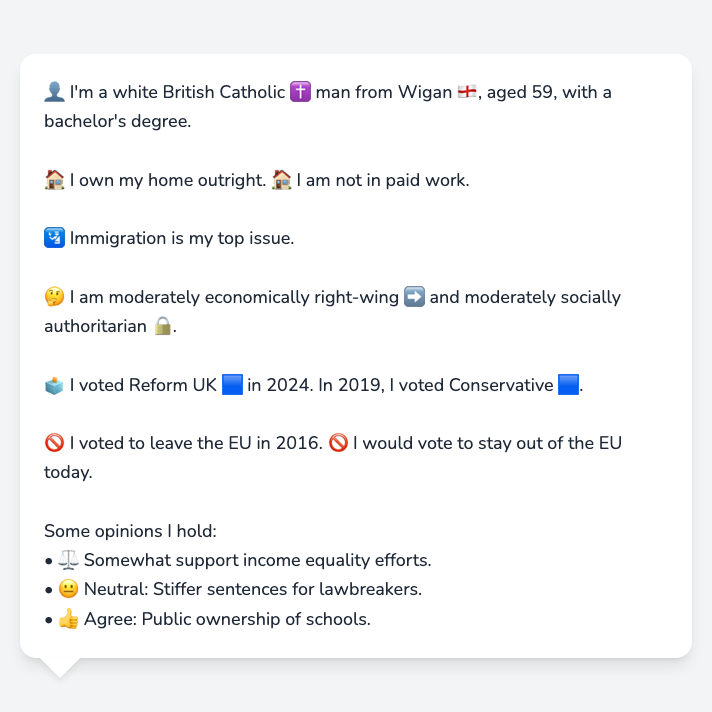 👤 I'm a white British Catholic ✝️ man from Wigan 🏴󠁧󠁢󠁥󠁮󠁧󠁿, aged 59, with a
bachelor's degree.
🏠 I own my home outright. 🏠 I am not in paid work.
🛂 Immigration is my top issue.
🤔 I am moderately economically right-wing ➡️ and moderately socially
authoritarian 🔒.
🗳️ I voted Reform UK 🟦 in 2024. In 2019, I voted Conservative 🟦.
🚫 I voted to leave the EU in 2016. 🚫 I would vote to stay out of the EU
today.
Some opinions I hold:
• ⚖️ Somewhat support income equality efforts.
• 😐 Neutral: Stiffer sentences for lawbreakers.
• 👍 Agree: Public ownership of schools.